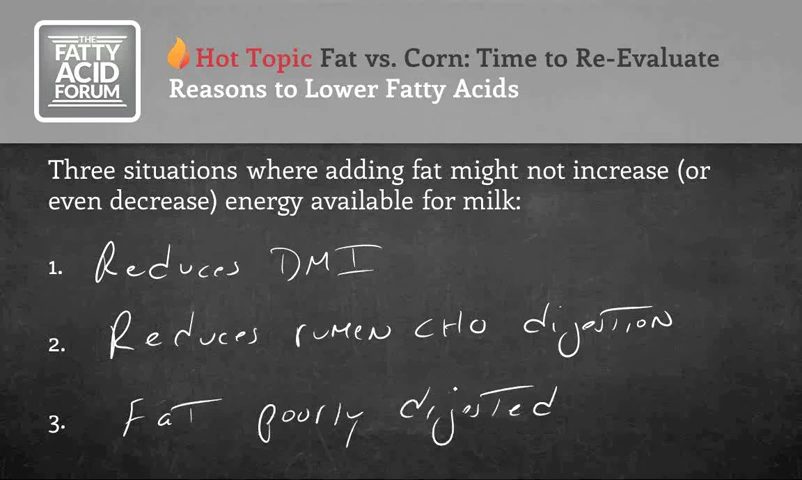 THE
FATTY
ACID
FORUM
Hot Topic Fat vs. Corn: Time to Re-Evaluate
Reasons to Lower Fatty Acids
Three situations where adding fat might not increase (or
even decrease) energy available for milk:
1. Reduces DMI
2. Reduces rumen CHO digestion
3. Fat poorly digested